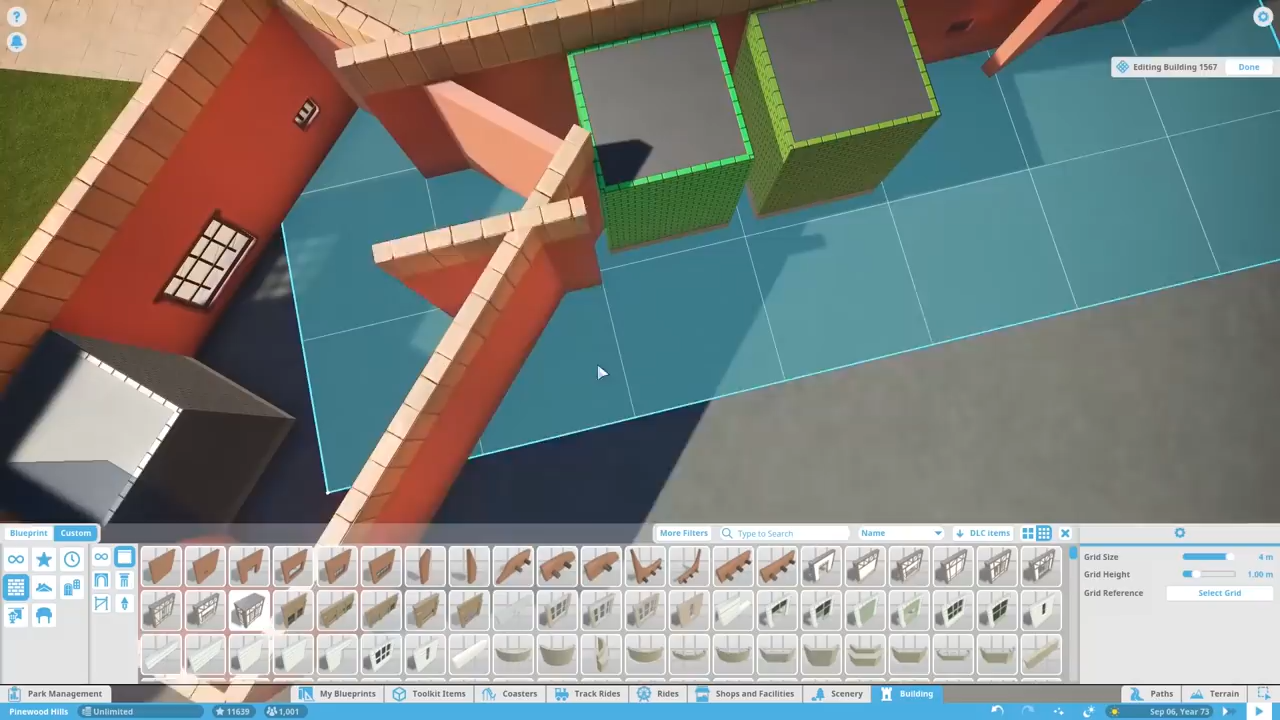 Editing Building 1567 Done
Blueprint Custom More Filters Type to Search Name DLC items
Grid Size 4 m
Grid Height 1.00 m
Grid Reference Select Grid
Park Management My Blueprints Toolkit Items Coasters Track Rides Rides Shops and Facilities Scenery Building Paths Terrain
Pinewood Hills Unlimited 11639 1,001 Sep 06, Year 73